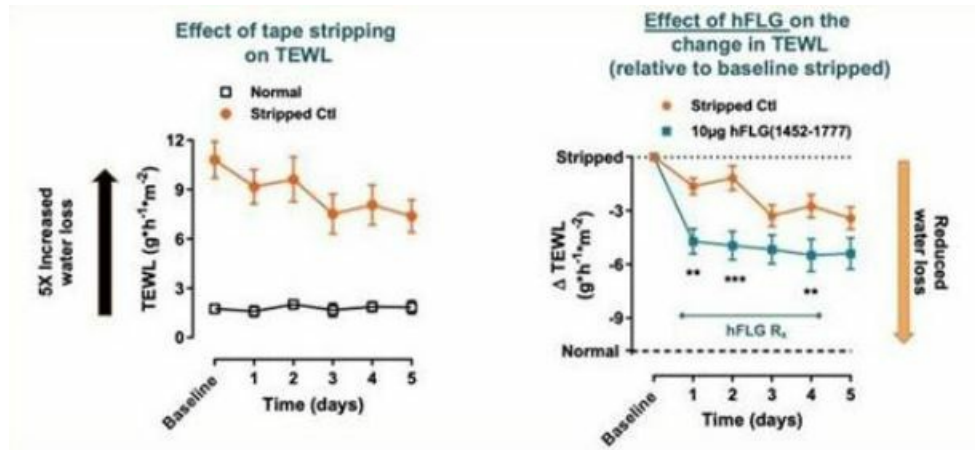 Effect of tape stripping
on TEWL
Normal
Stripped Ctl
5X Increased
water loss
TEWL (g*h⁻¹*m⁻²)
12
9
6
3
0
Baseline
1
2
3
4
5
Time (days)
Effect of hFLG on the
change in TEWL
(relative to baseline stripped)
Stripped Ctl
10µg hFLG(1452-1777)
Δ TEWL
(g*h⁻¹*m⁻²)
Stripped
-3
-6
-9
Normal
**
***
**
hFLG Rₓ
Baseline
1
2
3
4
5
Time (days)
Reduced
water loss